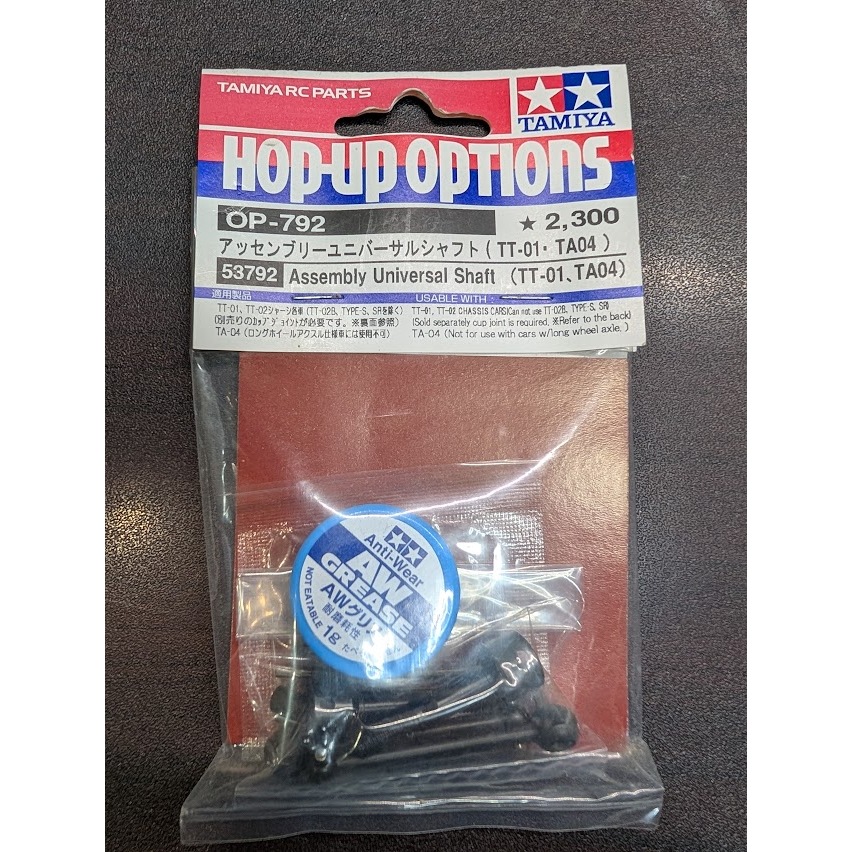 TAMIYA RC PARTS
TAMIYA
HOP-UP OPTIONS
OP-792
★ 2,300
アッセンブリーユニバーサルシャフト ( TT-01・TA04 )
53792 Assembly Universal Shaft (TT-01、TA04)
適用製品
USABLE WITH :
TT-01、TT-02シャーシ各車 (TT-02B、TYPE S、SRを除く)
(別売りのカップジョイントが必要です。※裏面参照)
TA-04 (ロングホイールアクスル仕様車には使用不可)
TT-01, TT-02 CHASSIS CARS(Can not use TT-02B, TYPE S, SR)
(Sold separately cup joint is required. ※Refer to the back)
TA-04 (Not for use with cars w/long wheel axle. )
Anti-Wear
AW
GREASE
AWグリ
耐磨耗性
NOT EATABLE
1g